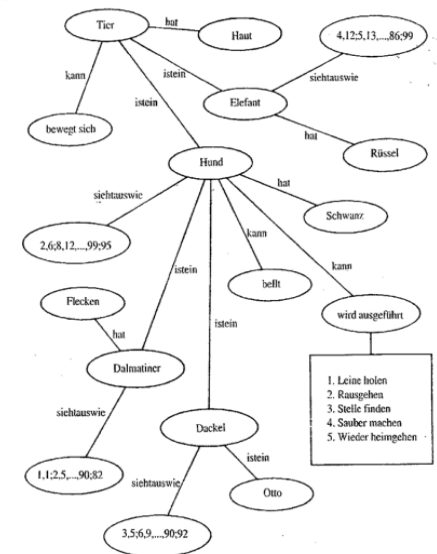 Tier
hat
Haut
4,12;5,13,...,86;99
kann
istein
siehtauswie
istein
Elefant
bewegt sich
hat
Rüssel
Hund
siehtauswie
hat
Schwanz
2,6;8,12,...,99;95
kann
kann
istein
bellt
Flecken
wird ausgeführt
istein
hat
Dalmatiner
1. Leine holen
2. Rausgehen
3. Stelle finden
4. Sauber machen
5. Wieder heimgehen
siehtauswie
Dackel
istein
1,1;2,5,...,90;82
siehtauswie
Otto
3,5;6,9,...,90;92